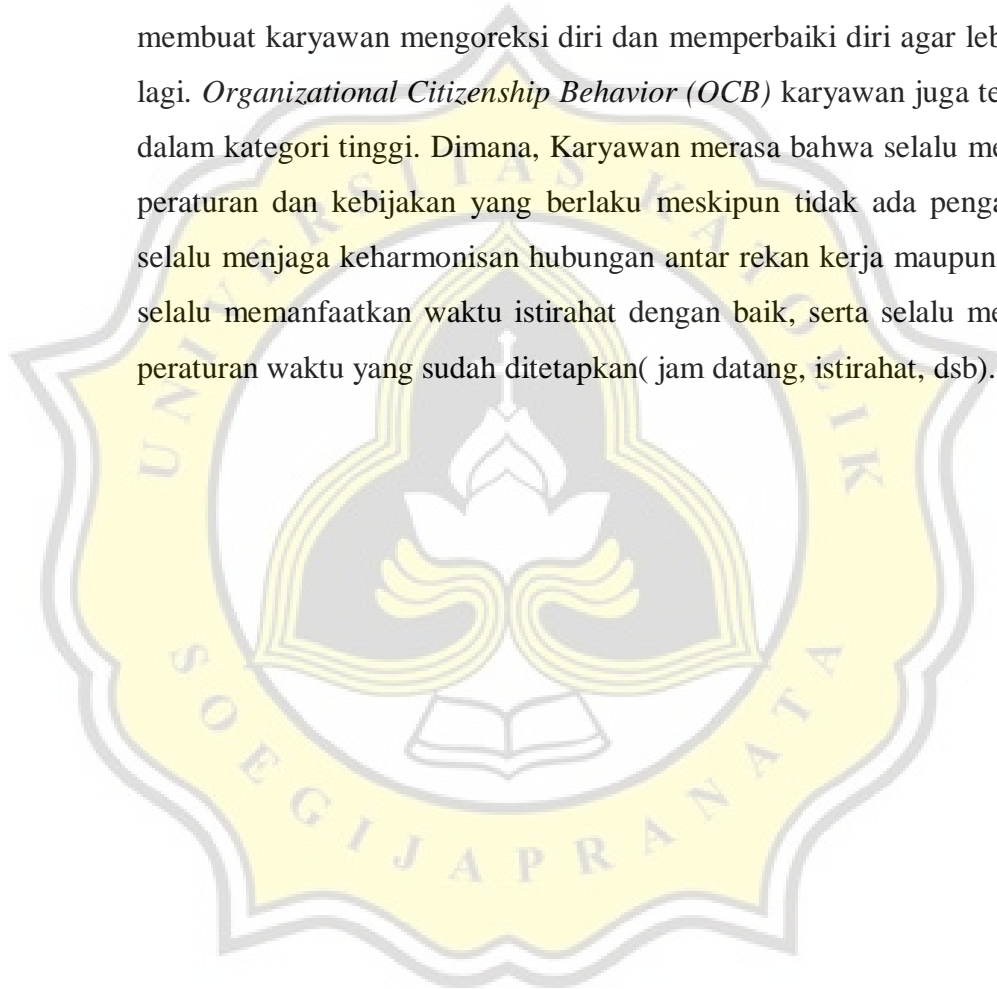 membuat karyawan mengoreksi diri dan memperbaiki diri agar leb
lagi. Organizational Citizenship Behavior (OCB) karyawan juga te
dalam kategori tinggi. Dimana, Karyawan merasa bahwa selalu me
peraturan dan kebijakan yang berlaku meskipun tidak ada penga
selalu menjaga keharmonisan hubungan antar rekan kerja maupun
selalu memanfaatkan waktu istirahat dengan baik, serta selalu me
peraturan waktu yang sudah ditetapkan( jam datang, istirahat, dsb).
UNIVERSITAS KATOLIK
SOEGIJAPRANATA